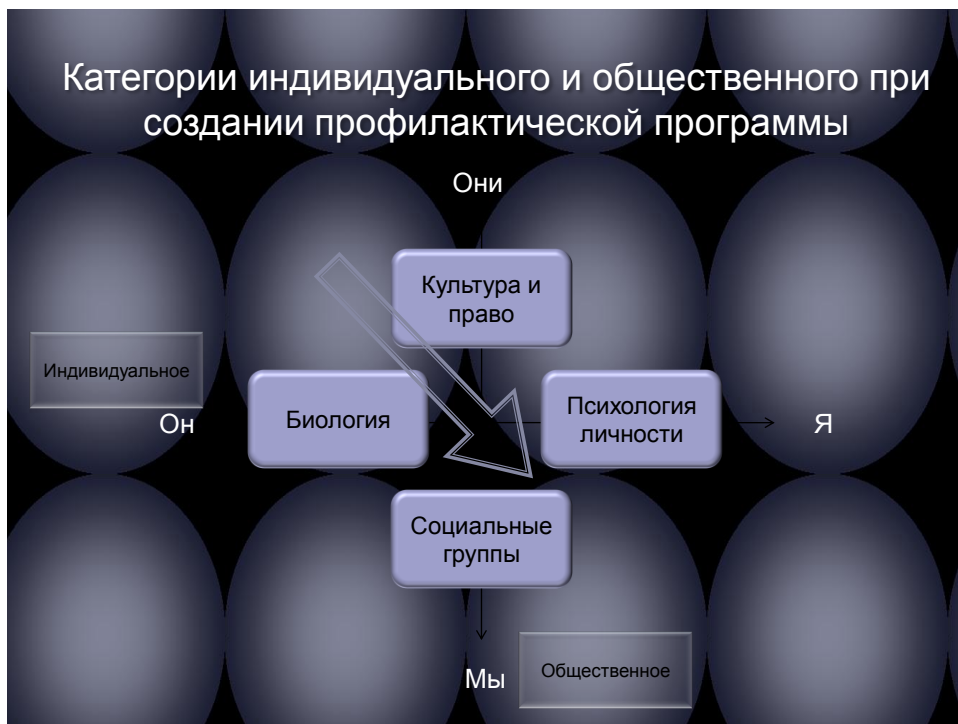 Категории индивидуального и общественного при
создании профилактической программы
Они
Культура и
право
Индивидуальное
Он
Биология
Психология
личности
Я
Социальные
группы
Мы
Общественное